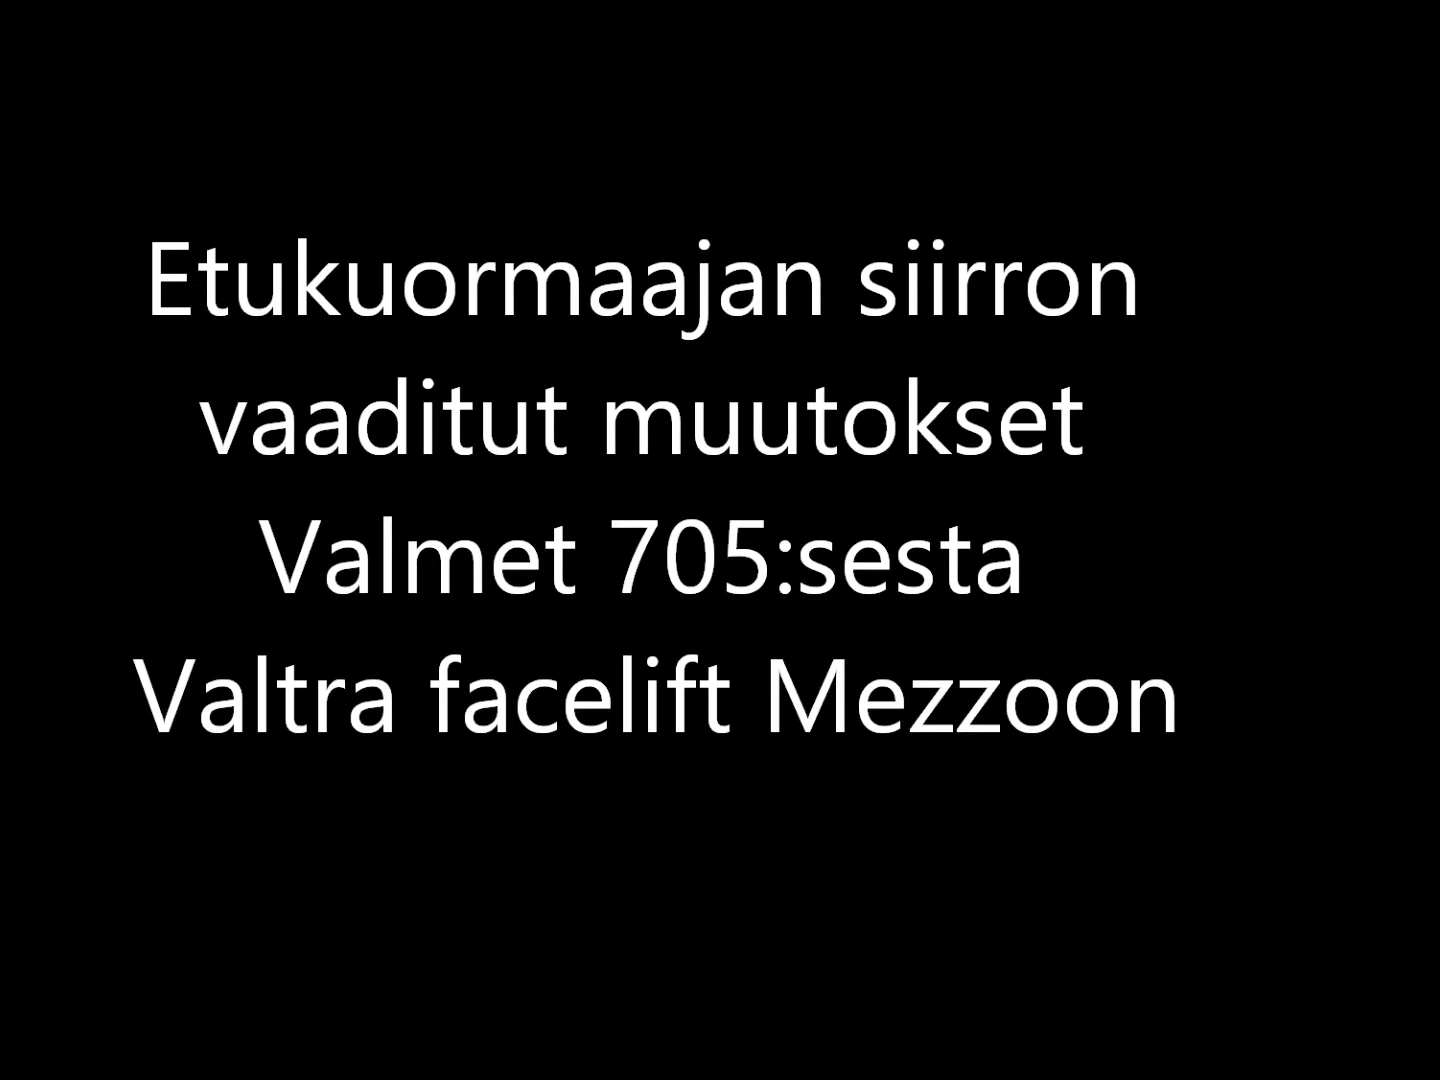 Etukuormaajan siirron
vaaditut muutokset
Valmet 705:sesta
Valtra facelift Mezzoon